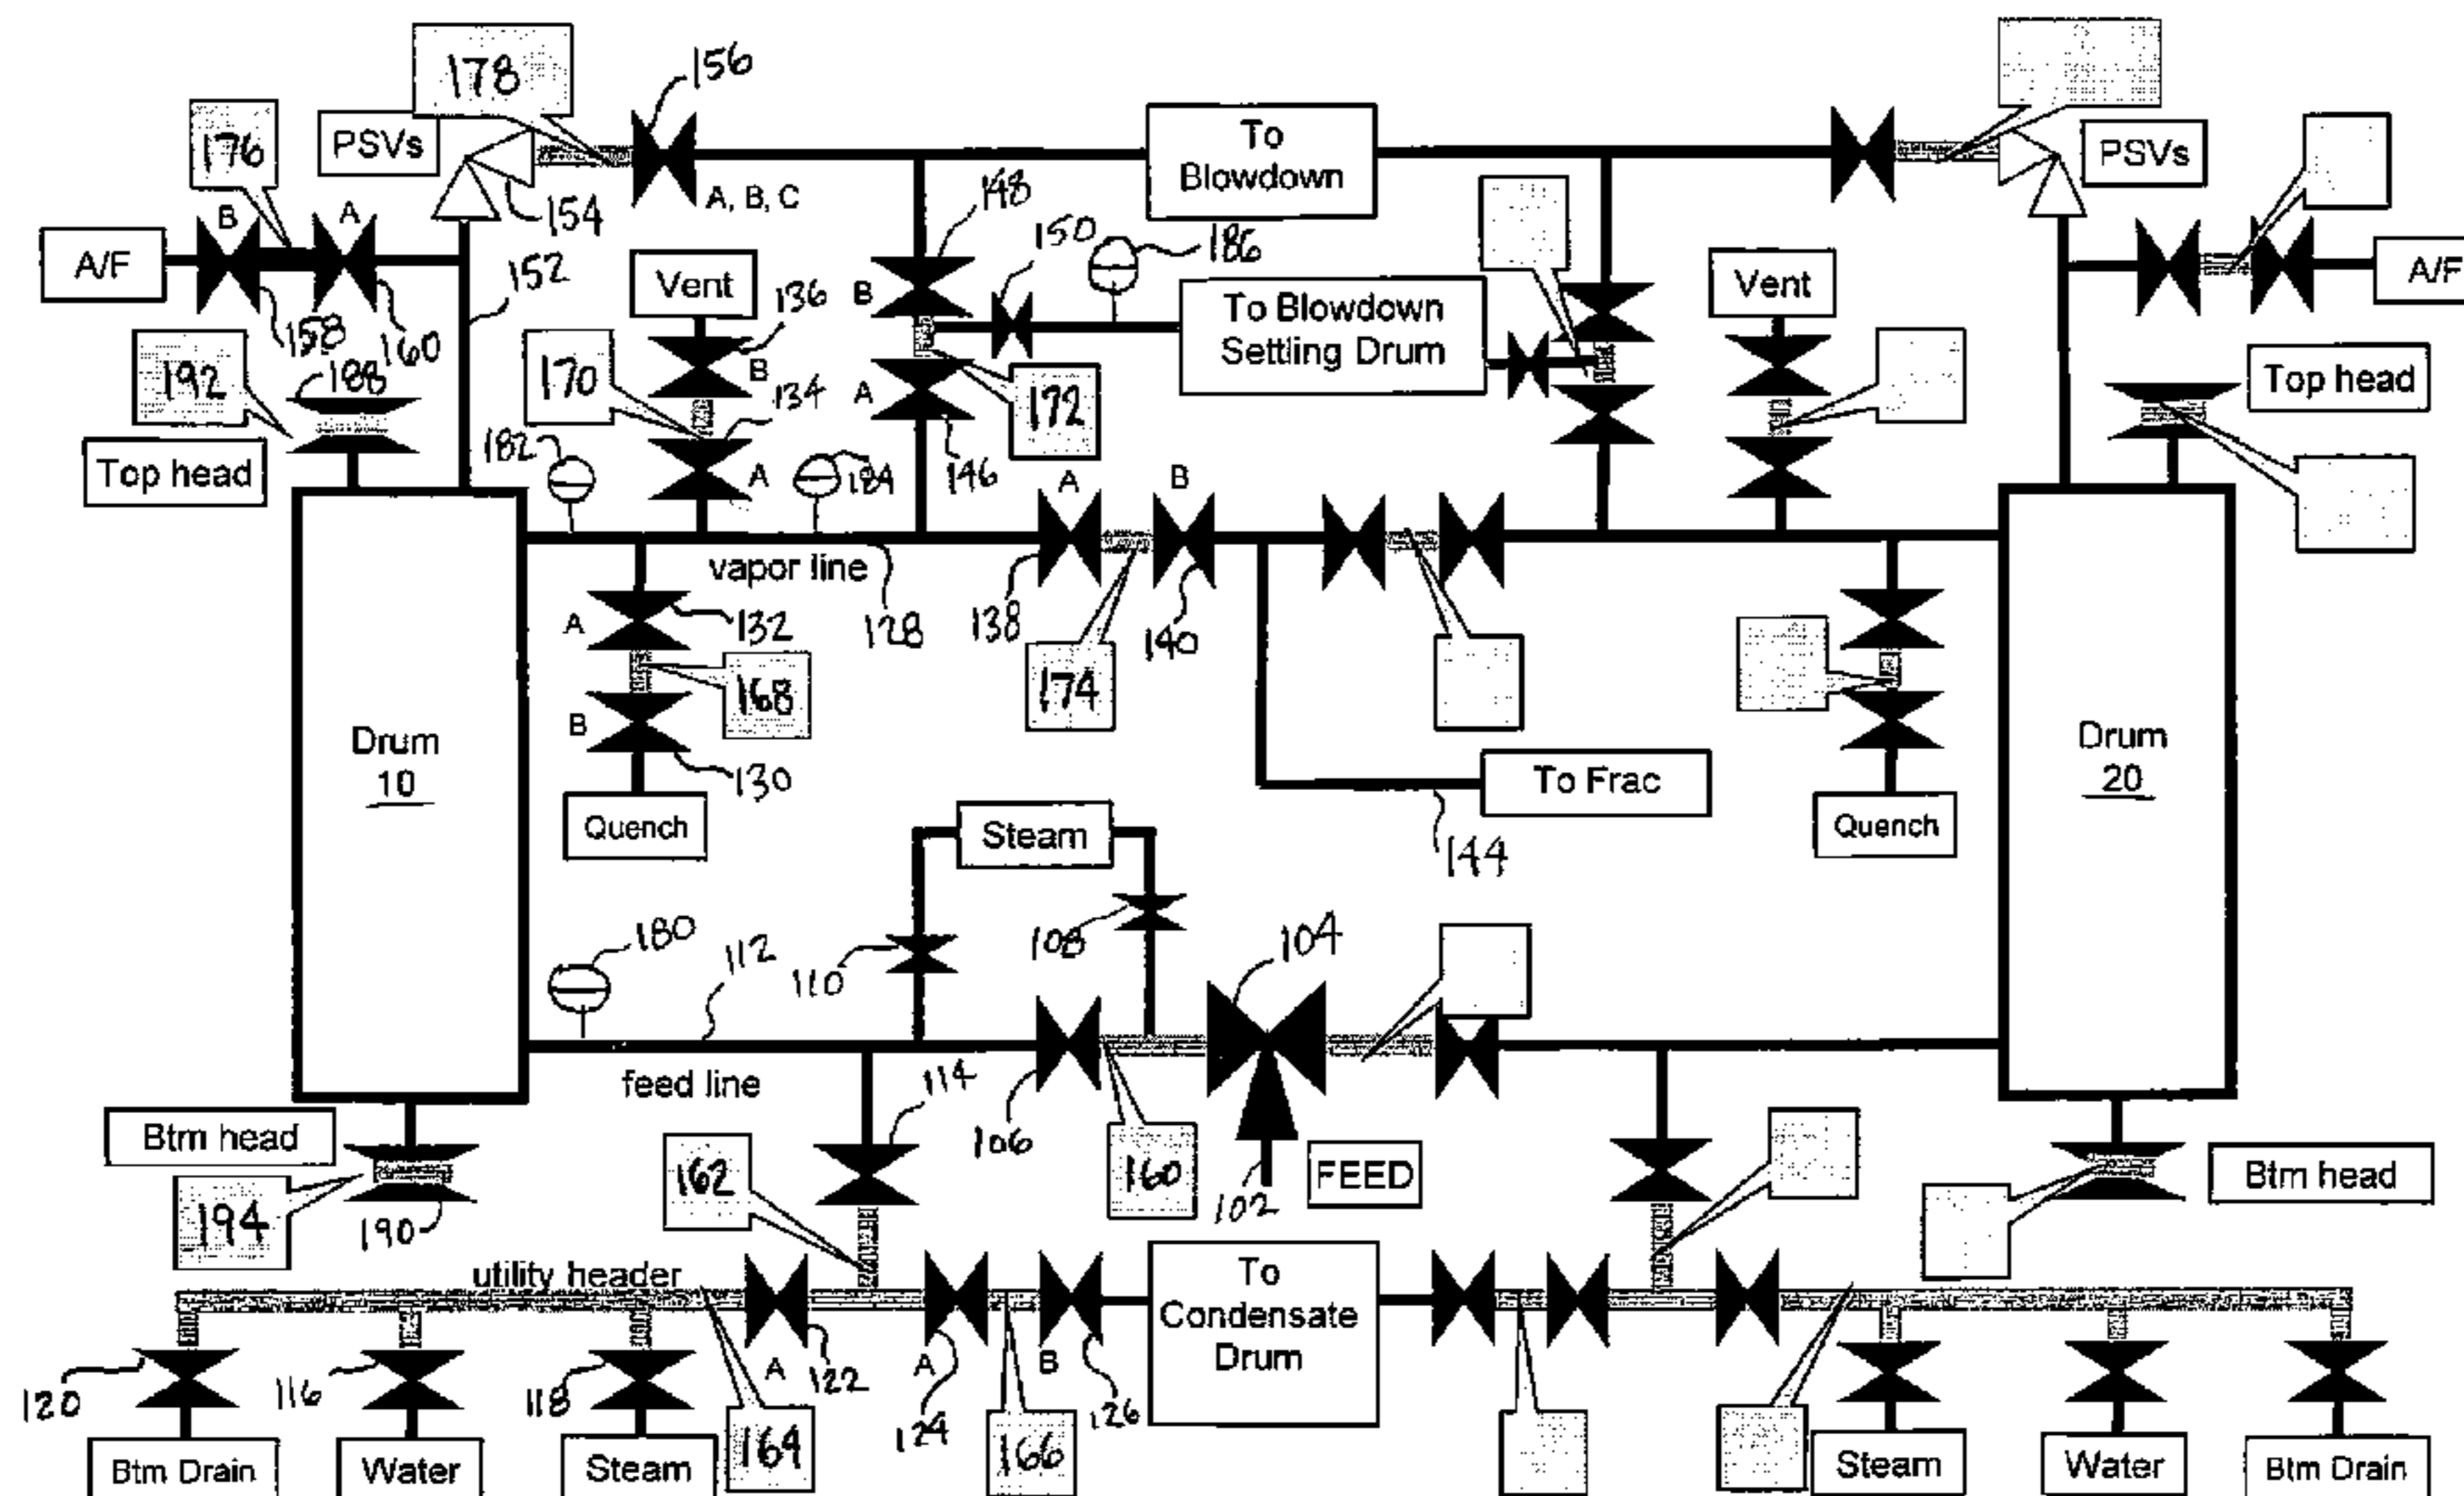 178
156
To
Blowdown
176
PSVs
PSVs
B
A
A, B, C
154
148
150
186
A/F
152
Vent
136
B
To Blowdown
Settling Drum
Vent
A/F
158
160
192
188
170
B
134
A
172
Top head
Top head
182
A
184
146
A
B
vapor line
128
138
140
A
132
168
174
B
130
Drum
10
Drum
20
To Frac
Quench
Steam
144
Quench
180
112
110
108
104
feed line
114
106
160
102
FEED
Btm head
162
Btm head
194
190
utility header
To
Condensate
Drum
120
116
118
A
122
A
124
B
126
164
166
Btm Drain
Water
Steam
Steam
Water
Btm Drain